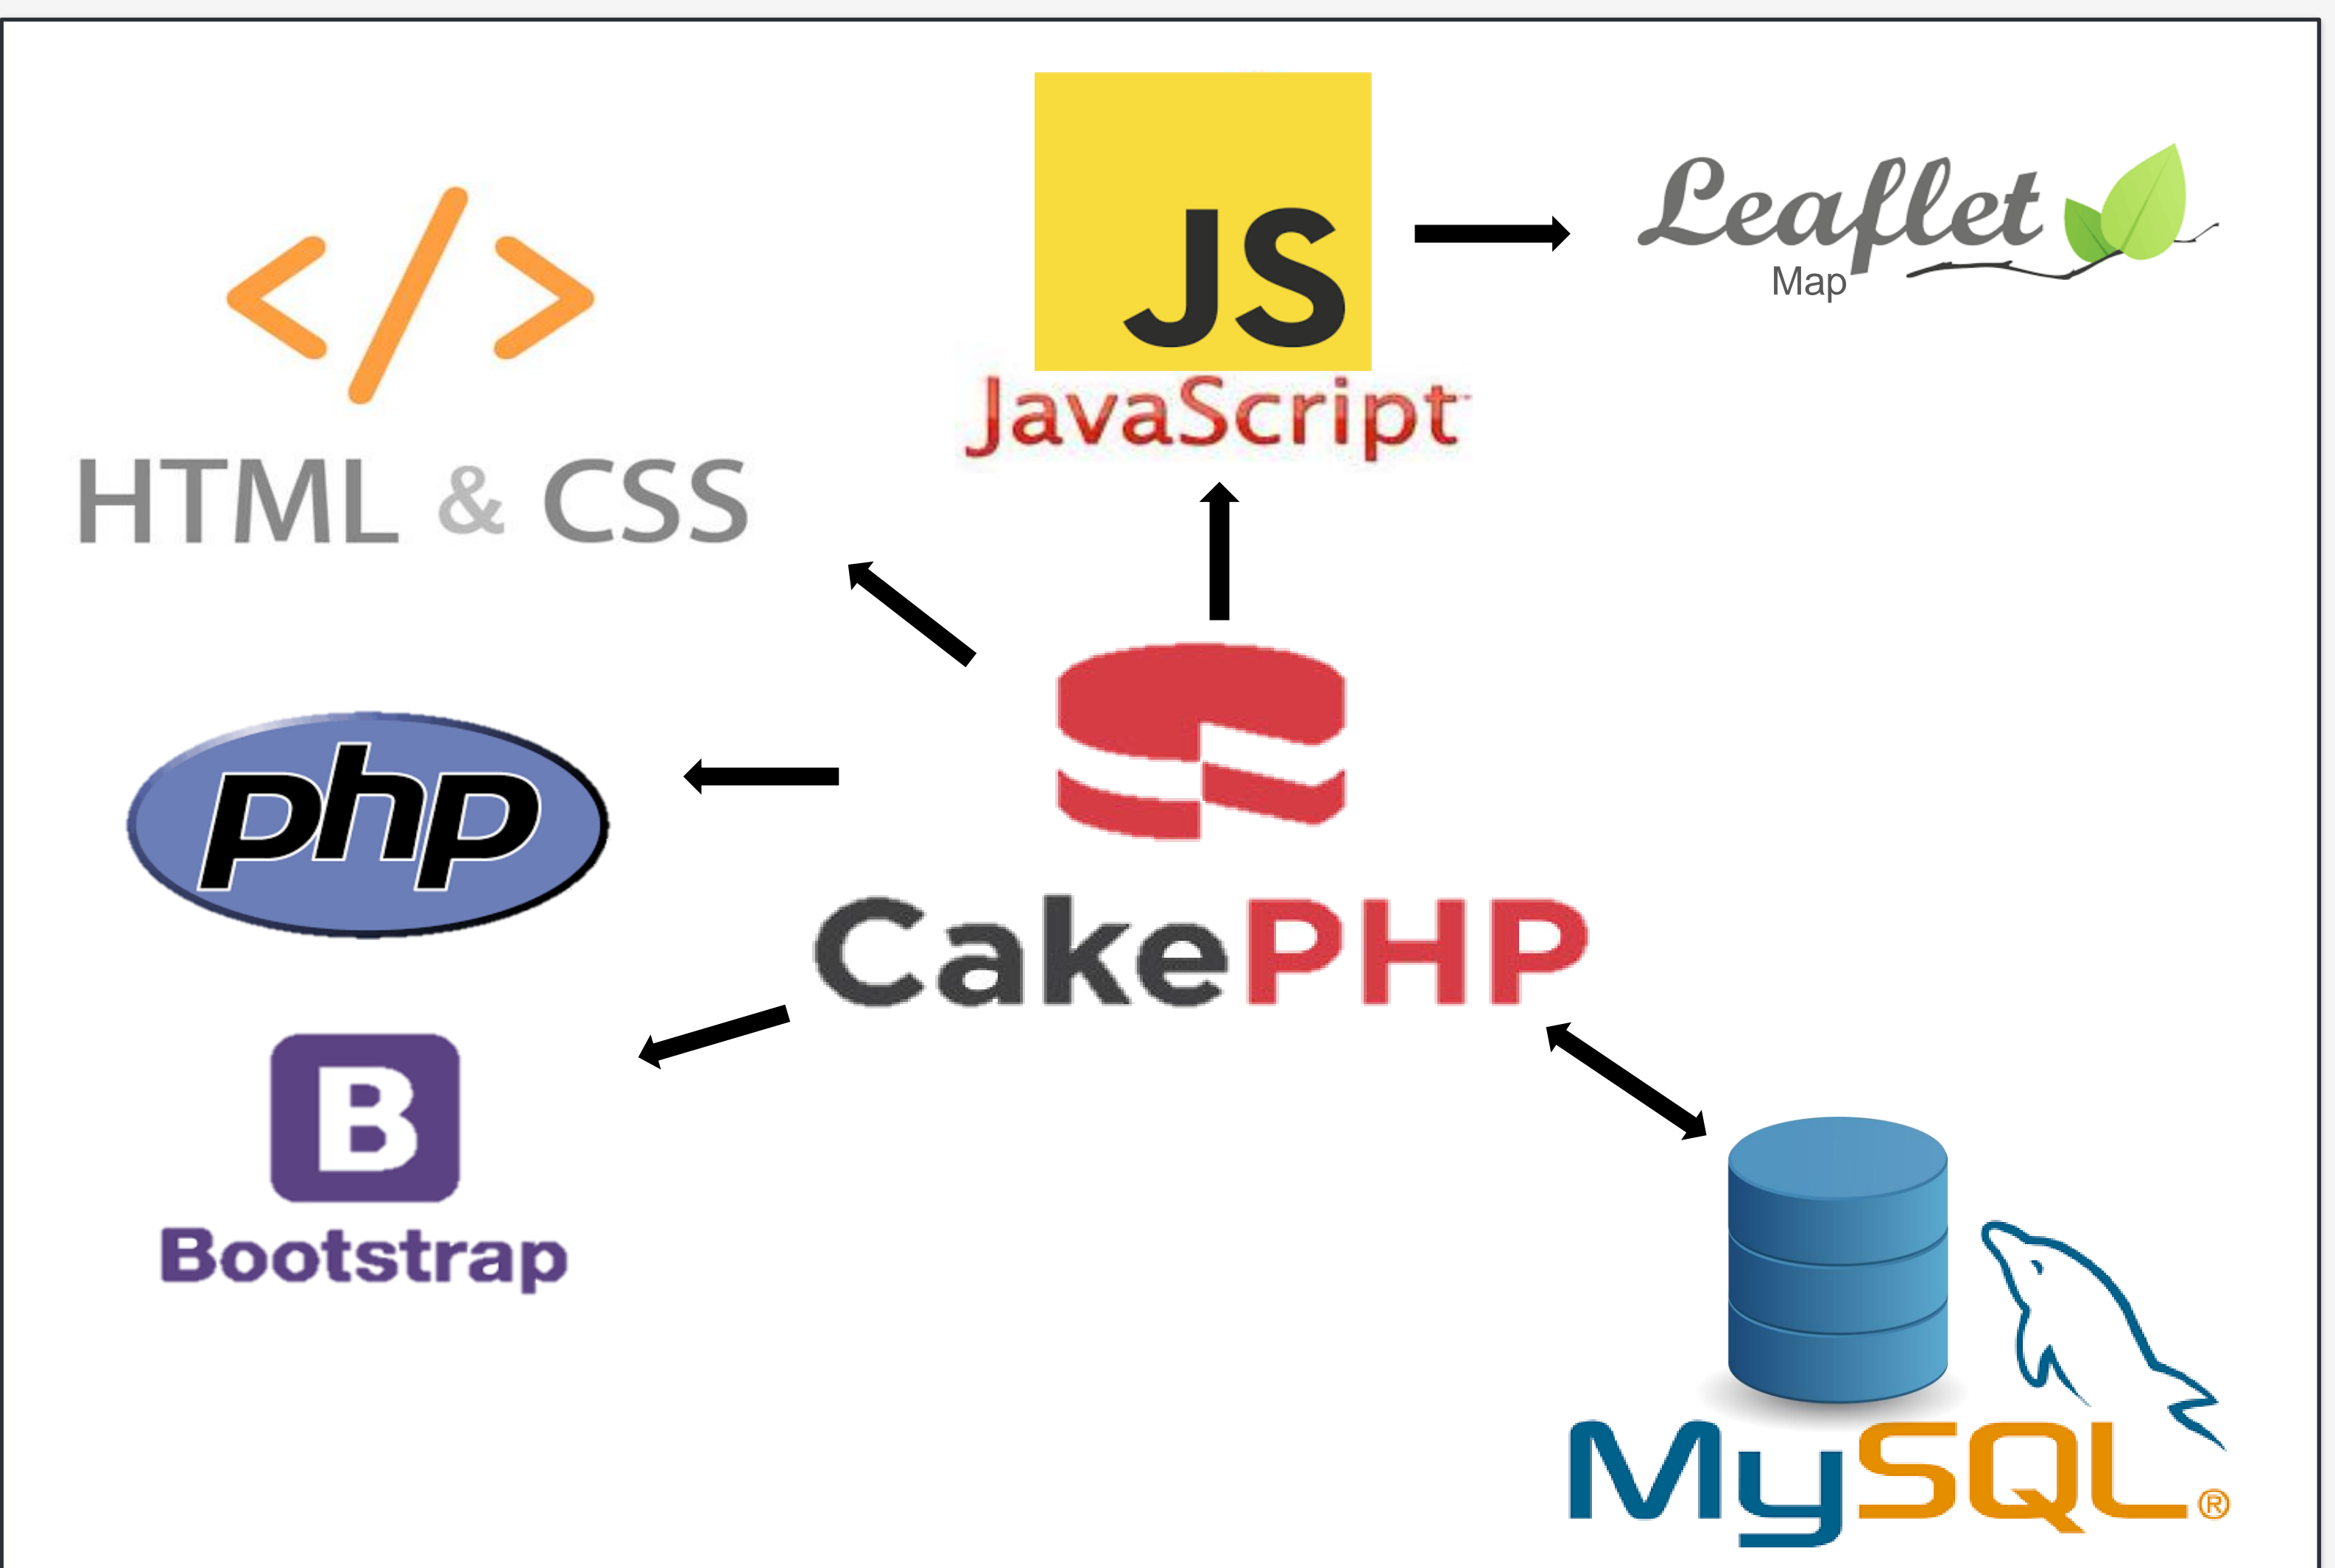 JS
JavaScript
Leaflet
Map
</>
HTML & CSS
php
CakePHP
B
Bootstrap
MySQL®